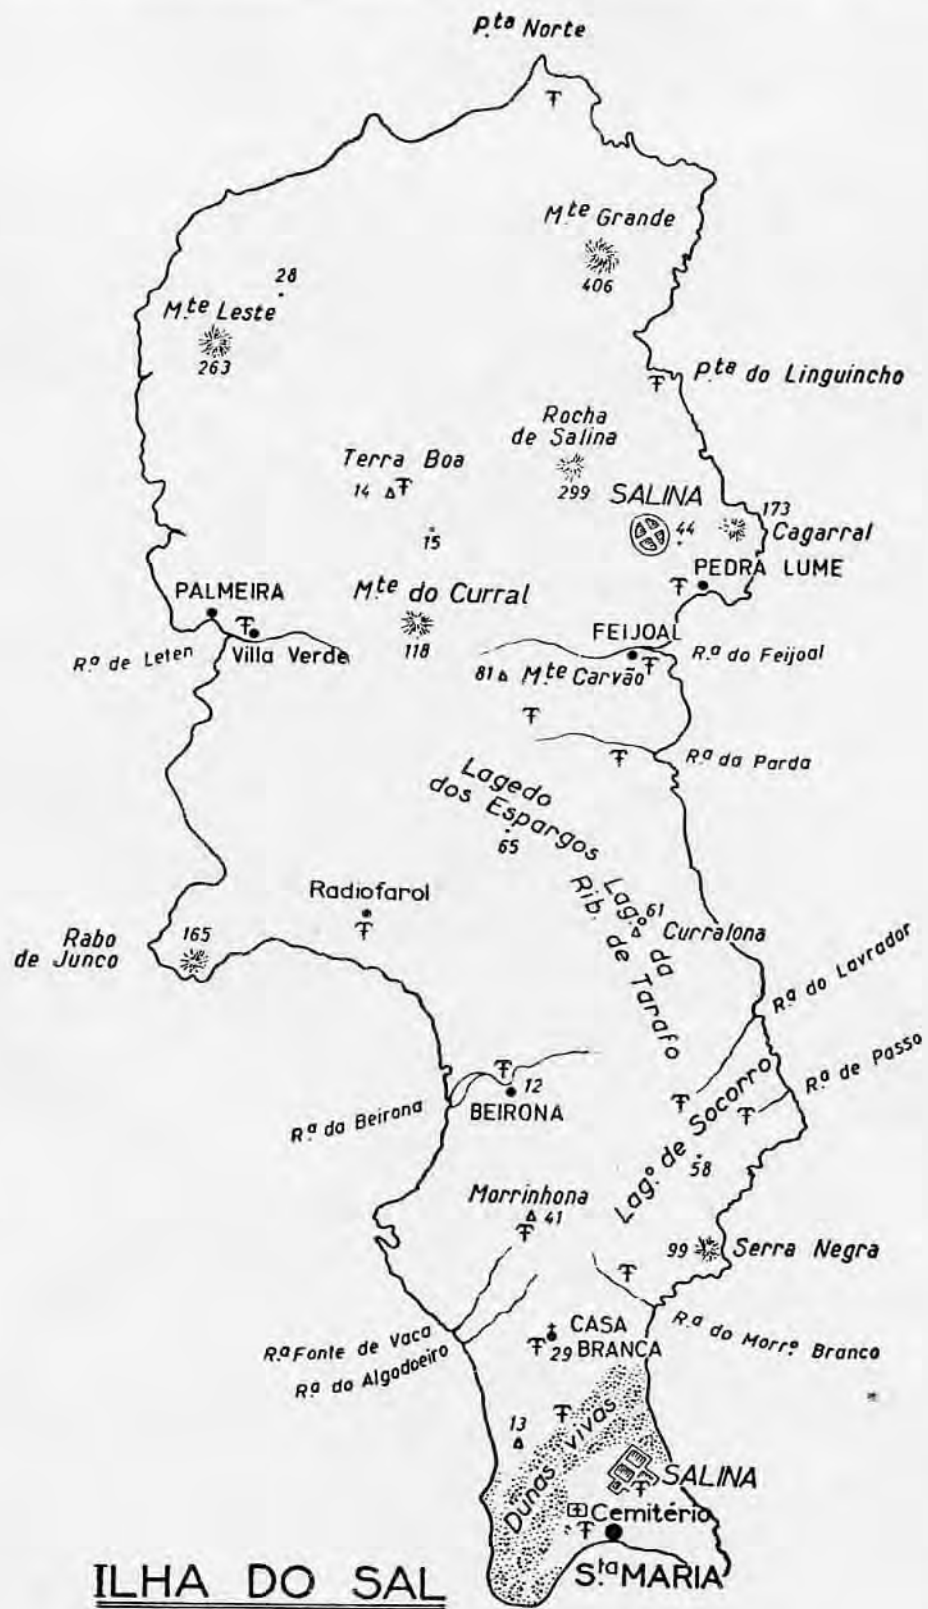 P.ta Norte
M.te Grande
406
28
M.te Leste
263
P.ta do Linguincho
Rocha
de Salina
299
Terra Boa
14
15
SALINA
44
173
Cagarral
PEDRA LUME
PALMEIRA
M.te do Curral
118
R.a de Leten
Villa Verde
FEIJOAL
R.a do Feijoal
81 M.te Carvão
R.a da Parda
Lagedo
dos Espargos
65
Radiofarol
Lag.o da
Rib. de Tarafo
61
Curralona
Rabo
de Junco
165
R.a do Lavrador
R.a de Passo
12
BEIRONA
R.a da Beirona
Lag.o de Socorro
58
Morrinhona
41
99
Serra Negra
R.a Fonte de Vaca
R.a do Algodoeiro
CASA
29 BRANCA
R.a do Morr.o Branco
13
Dunas vivas
SALINA
Cemitério
S.ta MARIA
ILHA DO SAL